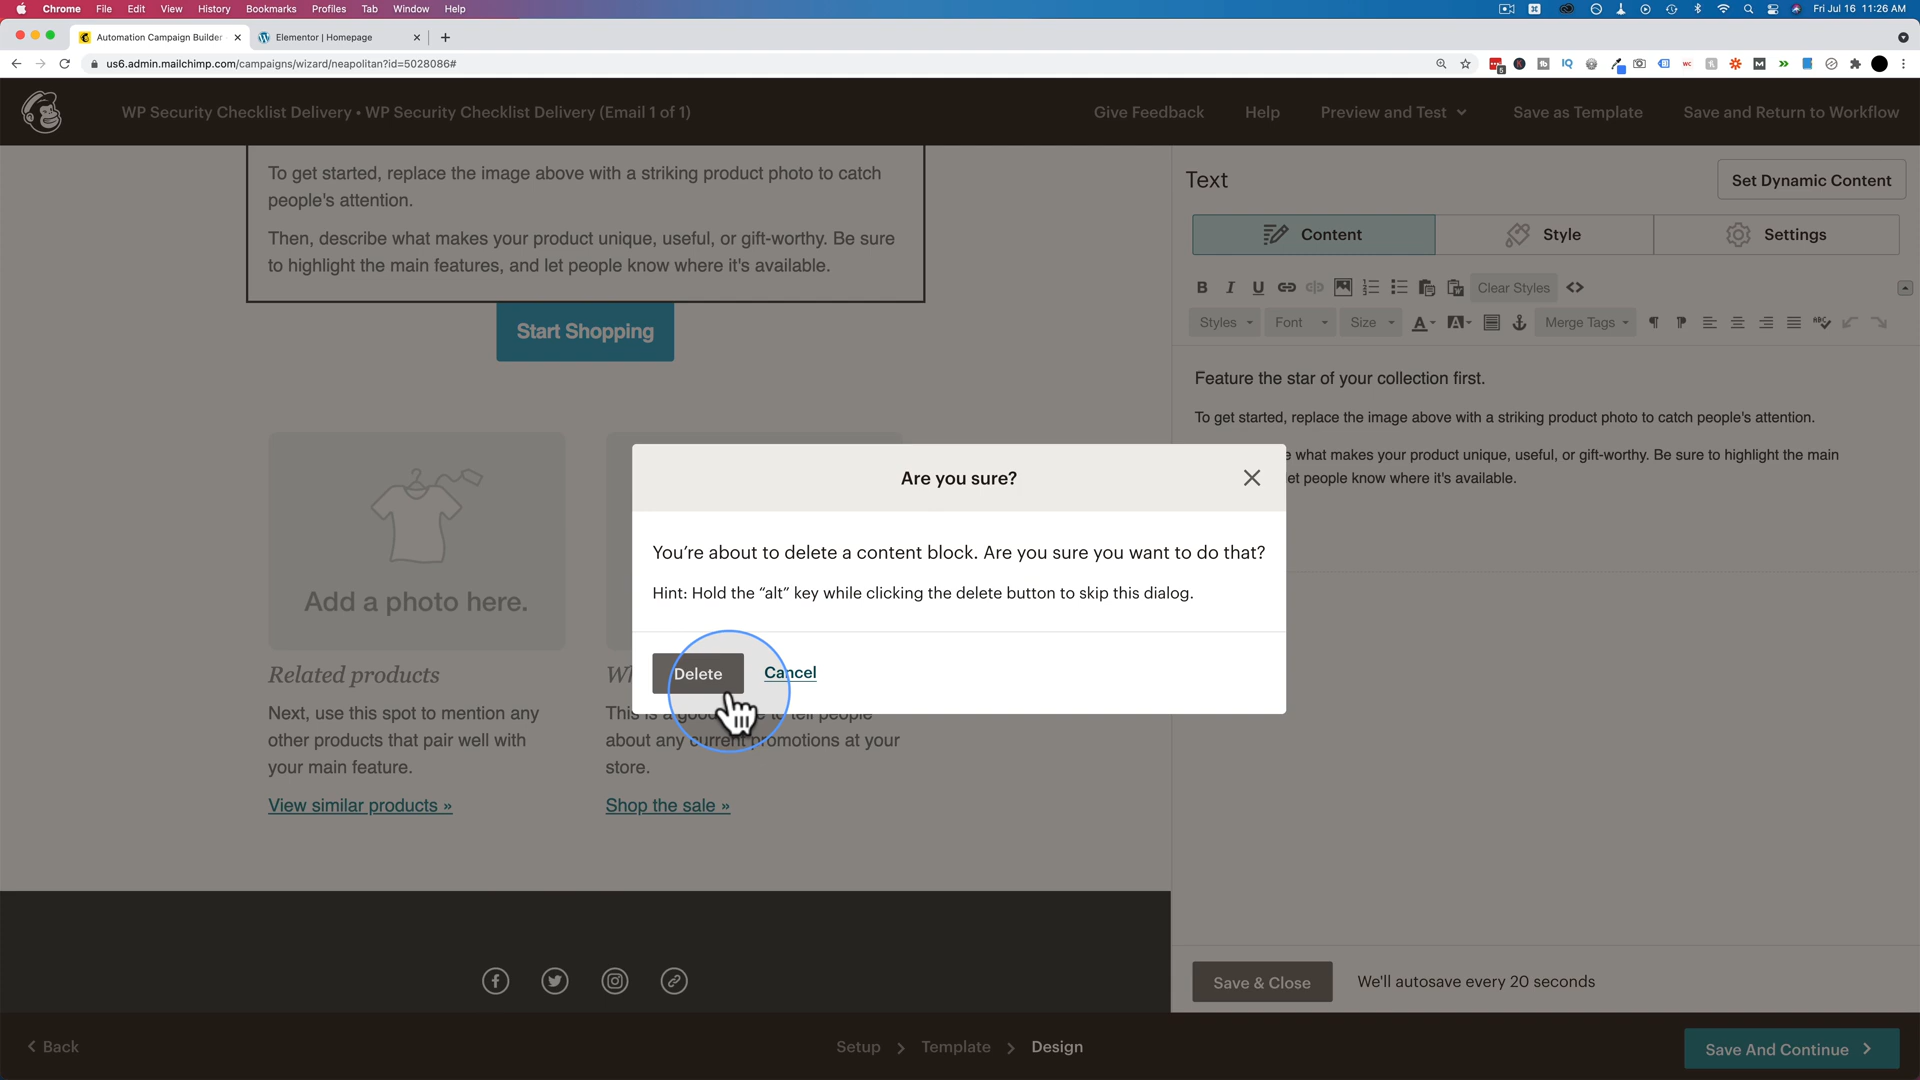 Chrome File Edit View History Bookmarks Profiles Tab Window Help Fri Jul 16 11:26 AM
Automation Campaign Builder Elementor | Homepage
us6.admin.mailchimp.com/campaigns/wizard/neapolitan?id=5028086#
WP Security Checklist Delivery • WP Security Checklist Delivery (Email 1 of 1) Give Feedback Help Preview and Test Save as Template Save and Return to Workflow
To get started, replace the image above with a striking product photo to catch
people's attention.
Then, describe what makes your product unique, useful, or gift-worthy. Be sure
to highlight the main features, and let people know where it's available.
Start Shopping
Add a photo here.
Related products
Next, use this spot to mention any
other products that pair well with
your main feature.
View similar products »
Wh
This is a good to tell people
about any current promotions at your
store.
Shop the sale »
Text Set Dynamic Content
Content Style Settings
B I U Clear Styles <>
Styles Font Size A A Merge Tags ABC
Feature the star of your collection first.
To get started, replace the image above with a striking product photo to catch people's attention.
e what makes your product unique, useful, or gift-worthy. Be sure to highlight the main
et people know where it's available.
Are you sure?
You're about to delete a content block. Are you sure you want to do that?
Hint: Hold the “alt” key while clicking the delete button to skip this dialog.
Delete Cancel
Save & Close We'll autosave every 20 seconds
Back Setup Template Design Save And Continue